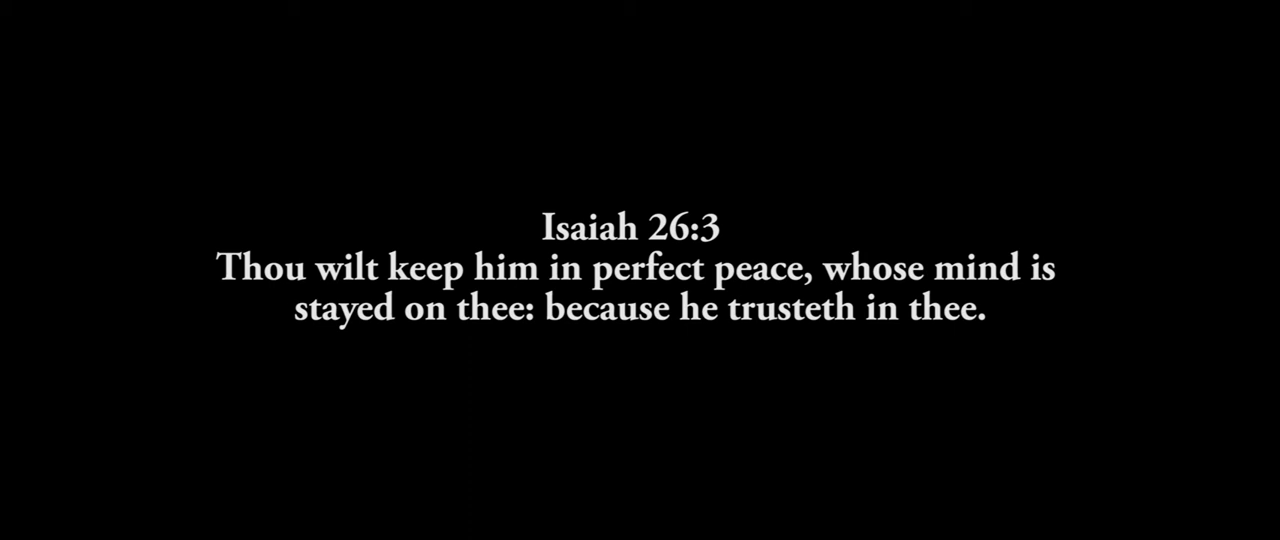 Isaiah 26:3
Thou wilt keep him in perfect peace, whose mind is
stayed on thee: because he trusteth in thee.